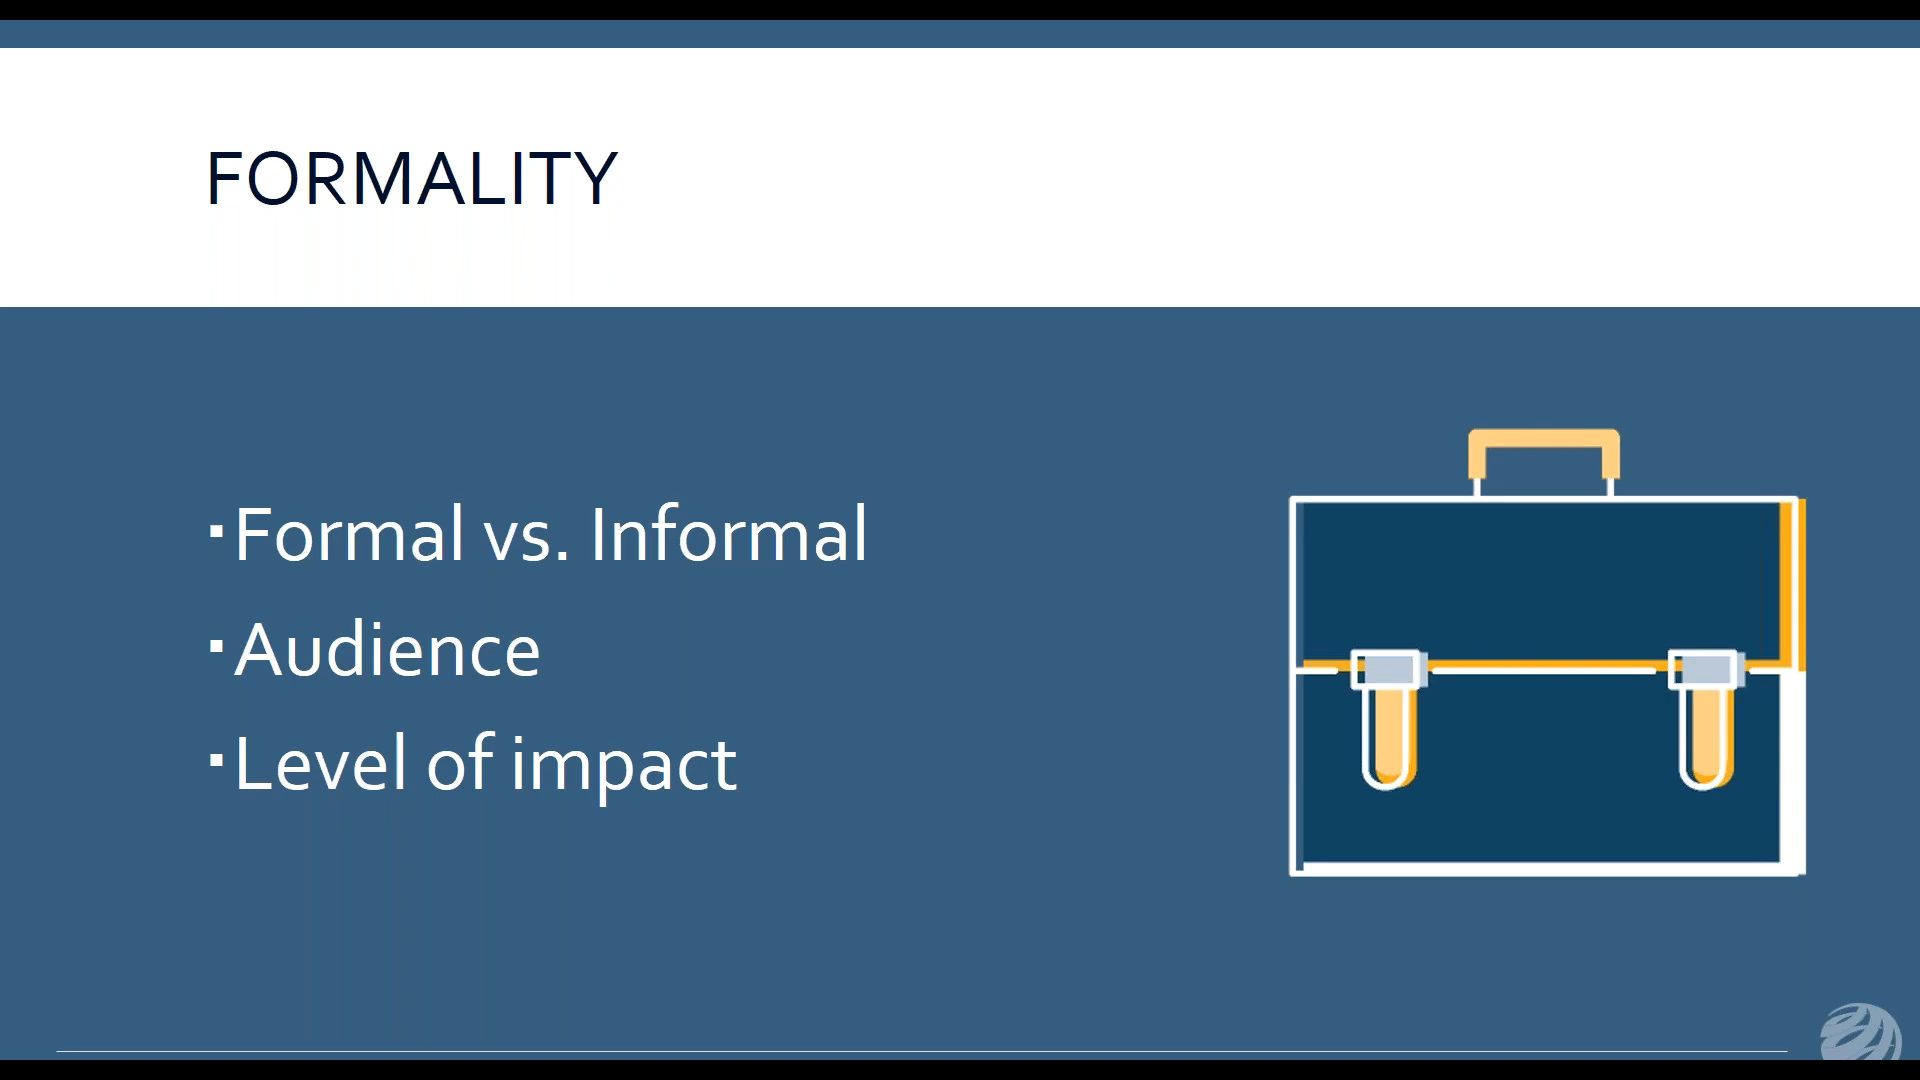 FORMALITY
▪Formal vs. Informal
▪Audience
▪Level of impact